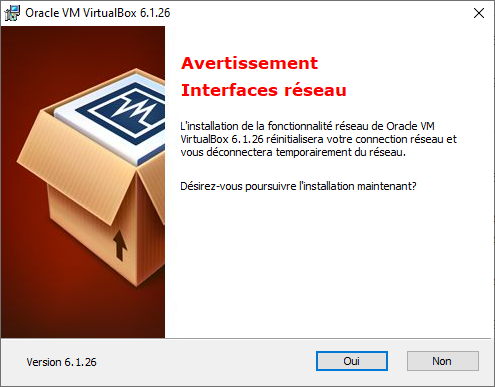 Oracle VM VirtualBox 6.1.26
Avertissement
Interfaces réseau
L'installation de la fonctionnalité réseau de Oracle VM
VirtualBox 6.1.26 réinitialisera votre connection réseau et
vous déconnectera temporairement du réseau.
Désirez-vous poursuivre l'installation maintenant?
Version 6.1.26
Oui
Non